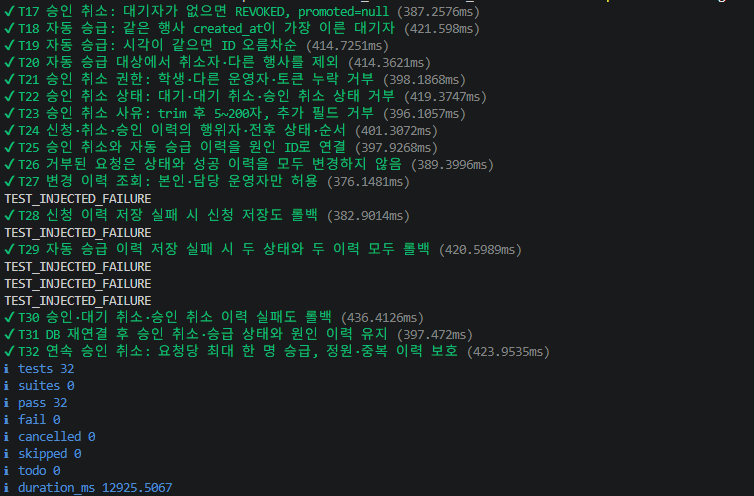 ✓ T17 승인 취소: 대기자가 없으면 REVOKED, promoted=null (387.2576ms)
✓ T18 자동 승급: 같은 행사 created_at이 가장 이른 대기자 (421.598ms)
✓ T19 자동 승급: 시각이 같으면 ID 오름차순 (414.7251ms)
✓ T20 자동 승급 대상에서 취소자·다른 행사를 제외 (414.3621ms)
✓ T21 승인 취소 권한: 학생·다른 운영자·토큰 누락 거부 (398.1868ms)
✓ T22 승인 취소 상태: 대기·대기 취소·승인 취소 상태 거부 (419.3747ms)
✓ T23 승인 취소 사유: trim 후 5~200자, 추가 필드 거부 (396.1057ms)
✓ T24 신청·취소·승인 이력의 행위자·전후 상태·순서 (401.3072ms)
✓ T25 승인 취소와 자동 승급 이력을 원인 ID로 연결 (397.9268ms)
✓ T26 거부된 요청은 상태와 성공 이력을 모두 변경하지 않음 (389.3996ms)
✓ T27 변경 이력 조회: 본인·담당 운영자만 허용 (376.1481ms)
TEST_INJECTED_FAILURE
✓ T28 신청 이력 저장 실패 시 신청 저장도 롤백 (382.9014ms)
TEST_INJECTED_FAILURE
✓ T29 자동 승급 이력 저장 실패 시 두 상태와 두 이력 모두 롤백 (420.5989ms)
TEST_INJECTED_FAILURE
TEST_INJECTED_FAILURE
TEST_INJECTED_FAILURE
✓ T30 승인·대기 취소·승인 취소 이력 실패도 롤백 (436.4126ms)
✓ T31 DB 재연결 후 승인 취소·승급 상태와 원인 이력 유지 (397.472ms)
✓ T32 연속 승인 취소: 요청당 최대 한 명 승급, 정원·중복 이력 보호 (423.9535ms)
ℹ tests 32
ℹ suites 0
ℹ pass 32
ℹ fail 0
ℹ cancelled 0
ℹ skipped 0
ℹ todo 0
ℹ duration_ms 12925.5067